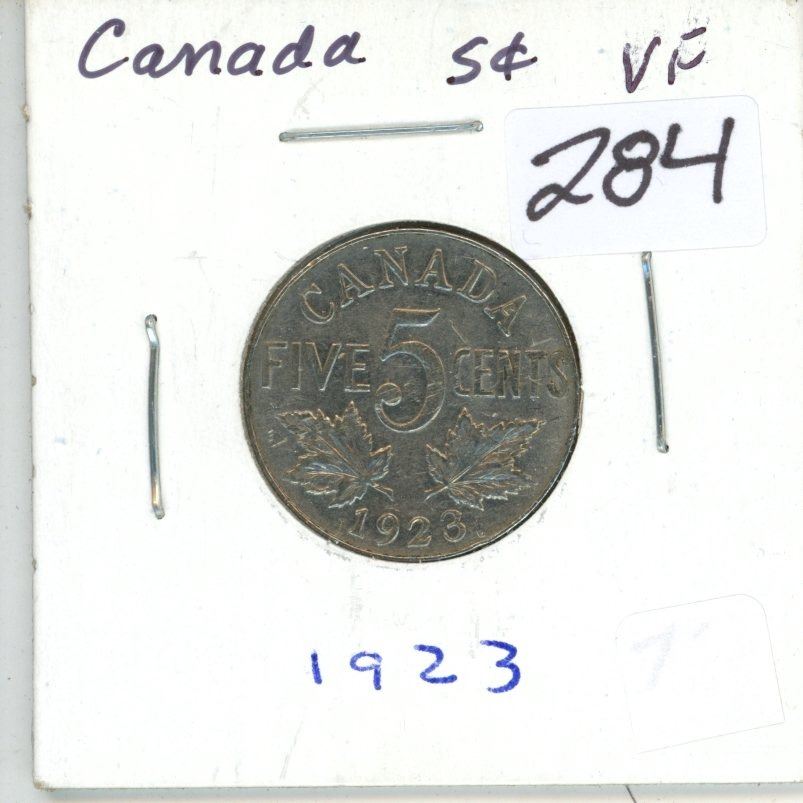 Canada 5¢ VF
284
CANADA
FIVE 5 CENTS
1923
1923